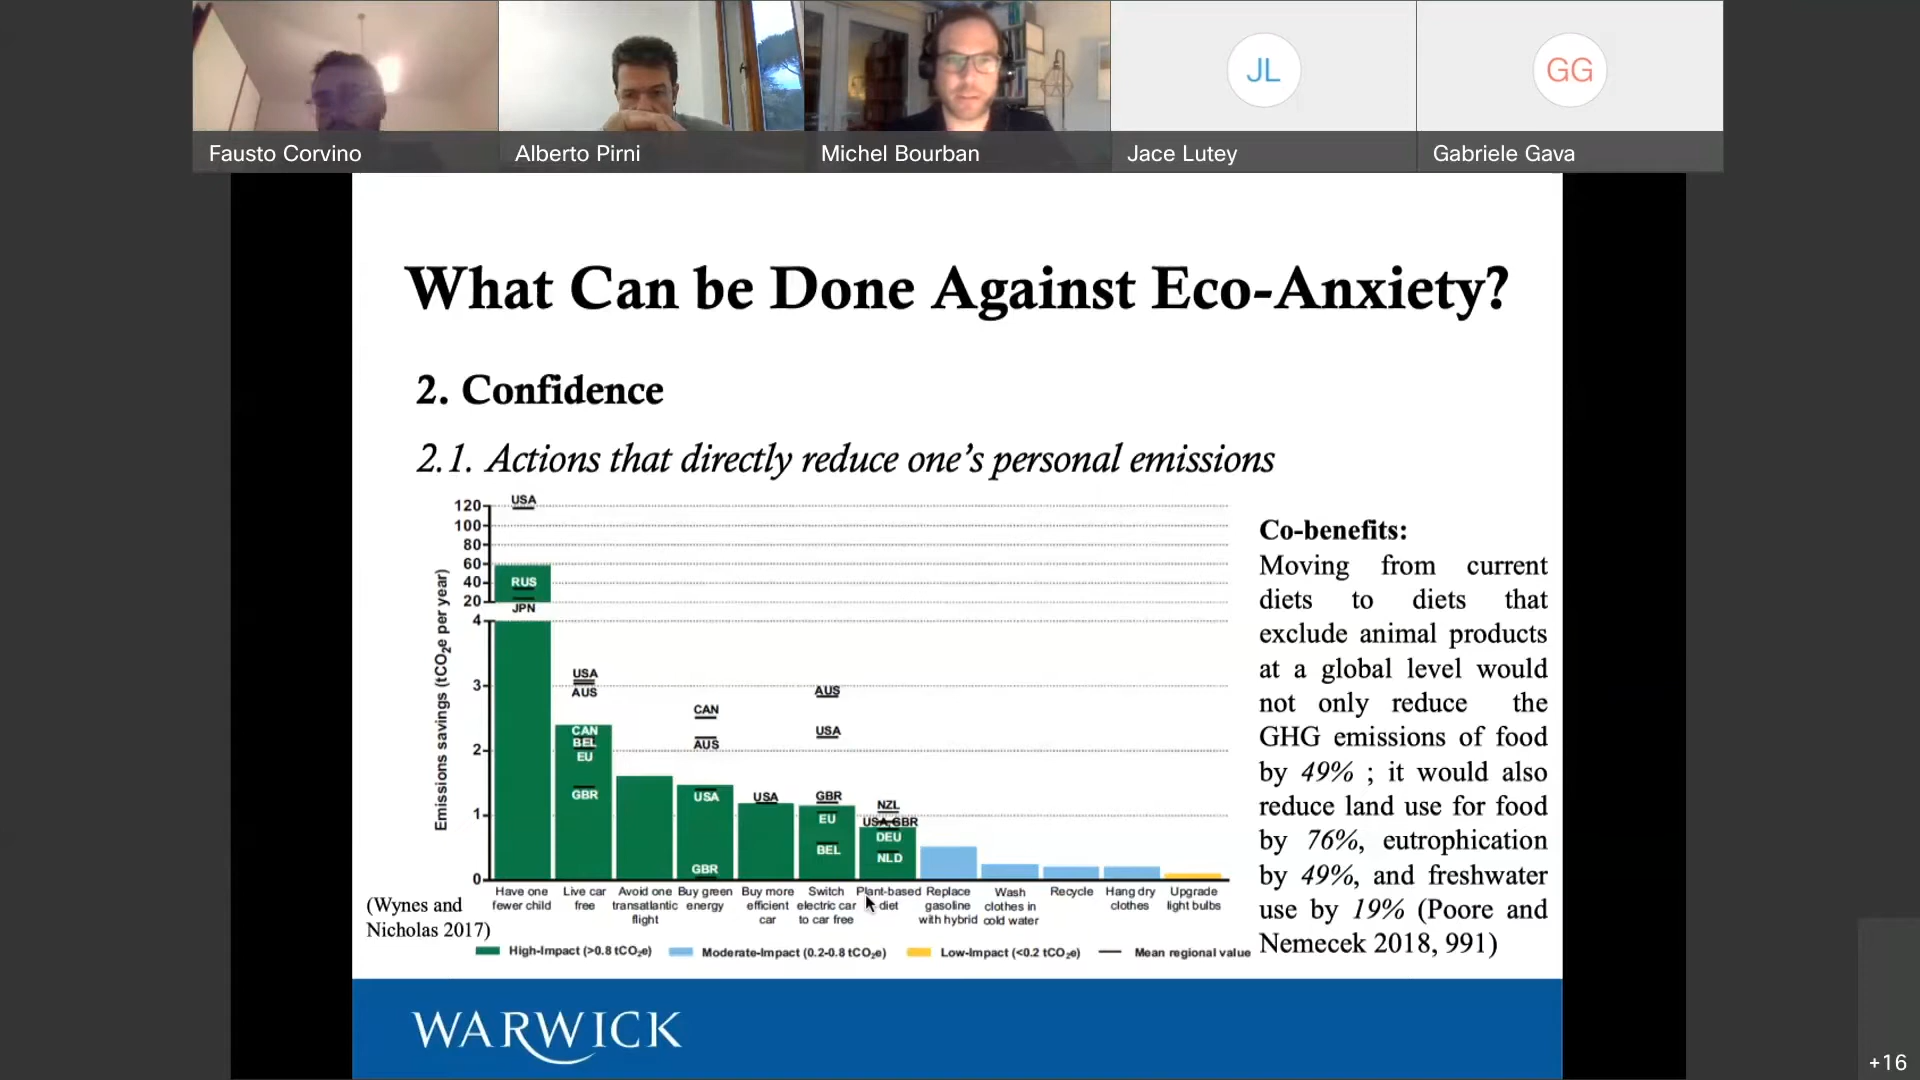 JL
GG
Fausto Corvino
Alberto Pirni
Michel Bourban
Jace Lutey
Gabriele Gava
What Can be Done Against Eco-Anxiety?
2. Confidence
2.1. Actions that directly reduce one’s personal emissions
Emissions savings (tCO₂e per year)
120
100
80
60
40
20
4
3
2
1
0
USA
RUS
JPN
USA
AUS
CAN
BEL
EU
GBR
CAN
AUS
USA
GBR
USA
AUS
USA
GBR
EU
BEL
NZL
USA GBR
DEU
NLD
Have one
fewer child
Live car
free
Avoid one
transatlantic
flight
Buy green
energy
Buy more
efficient
car
Switch
electric car
to car free
Plant-based
diet
Replace
gasoline
with hybrid
Wash
clothes in
cold water
Recycle
Hang dry
clothes
Upgrade
light bulbs
High-Impact (>0.8 tCO₂e)
Moderate-Impact (0.2-0.8 tCO₂e)
Low-Impact (<0.2 tCO₂e)
Mean regional value
(Wynes and
Nicholas 2017)
Co-benefits:
Moving from current
diets to diets that
exclude animal products
at a global level would
not only reduce the
GHG emissions of food
by 49% ; it would also
reduce land use for food
by 76%, eutrophication
by 49%, and freshwater
use by 19% (Poore and
Nemecek 2018, 991)
WARWICK
+16